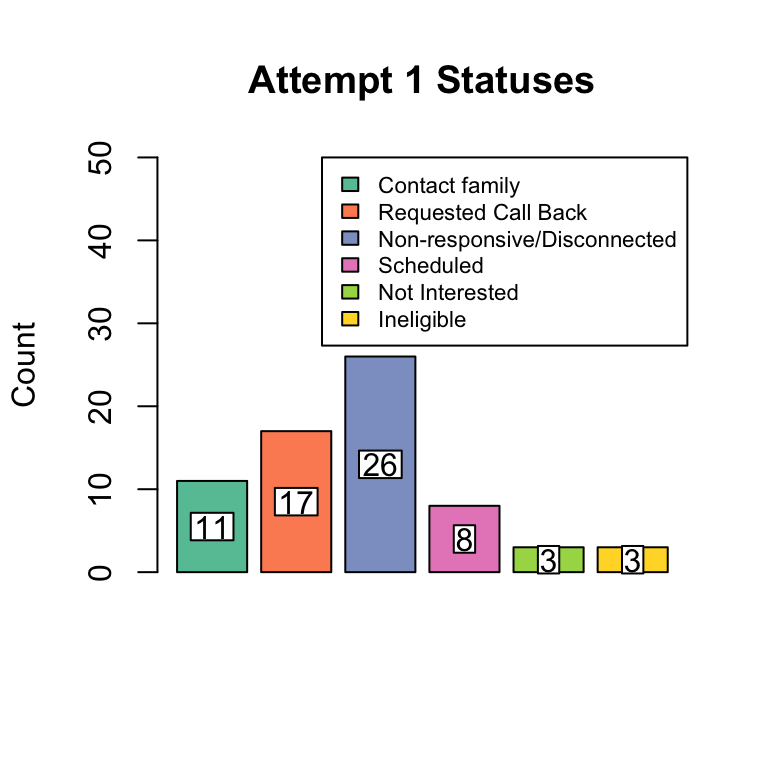 Attempt 1 Statuses
Count
50
40
30
20
10
0
Contact family
Requested Call Back
Non-responsive/Disconnected
Scheduled
Not Interested
Ineligible
11
17
26
8
3
3